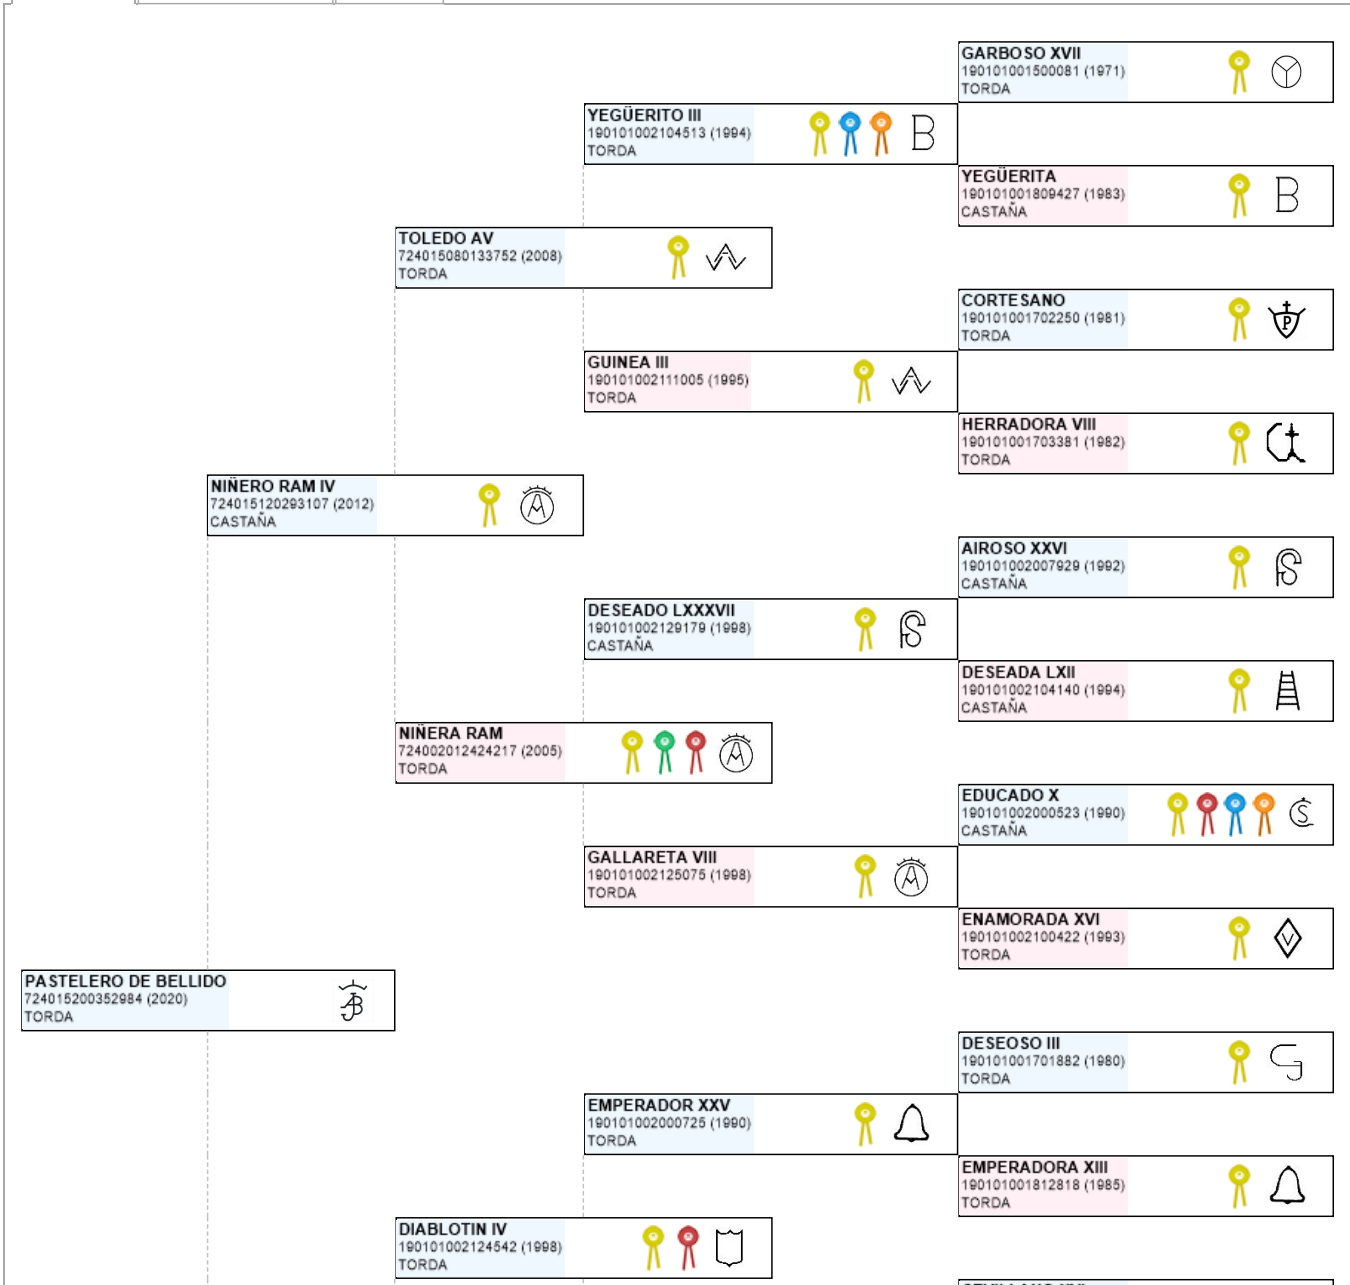 GARBOSO XVII
190101001500081 (1971)
TORDA
YEGÜERITO III
190101002104513 (1994)
TORDA
YEGÜERITA
190101001809427 (1983)
CASTAÑA
TOLEDO AV
724015080133752 (2008)
TORDA
CORTESANO
190101001702250 (1981)
TORDA
GUINEA III
190101002111005 (1995)
TORDA
HERRADORA VIII
190101001703381 (1982)
TORDA
NIÑERO RAM IV
724015120293107 (2012)
CASTAÑA
AIROSO XXVI
190101002007929 (1992)
CASTAÑA
DESEADO LXXXVII
190101002129179 (1998)
CASTAÑA
DESEADA LXII
190101002104140 (1994)
CASTAÑA
NIÑERA RAM
724002012424217 (2005)
TORDA
EDUCADO X
190101002000523 (1990)
CASTAÑA
GALLARETA VIII
190101002125075 (1998)
TORDA
ENAMORADA XVI
190101002100422 (1993)
TORDA
PASTELERO DE BELLIDO
724015200352984 (2020)
TORDA
DESEOSO III
190101001701882 (1980)
TORDA
EMPERADOR XXV
190101002000725 (1990)
TORDA
EMPERADORA XIII
190101001812818 (1985)
TORDA
DIABLOTIN IV
190101002124542 (1998)
TORDA